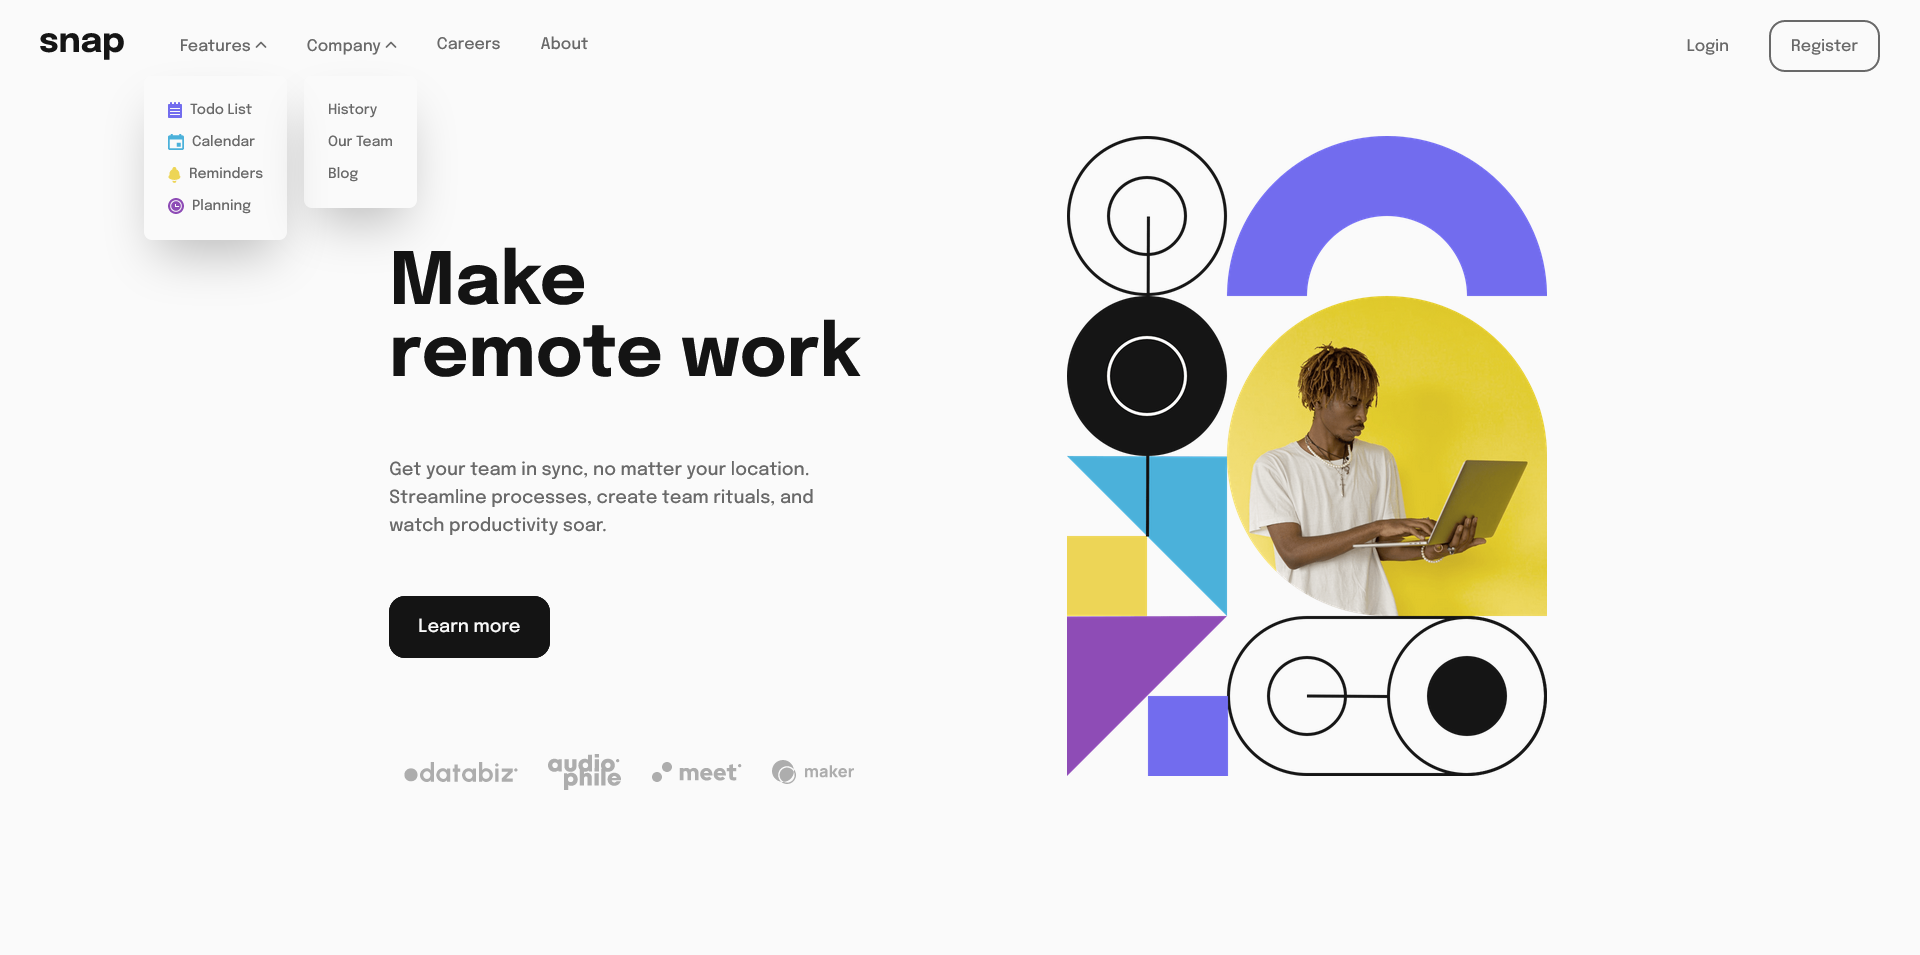 snap
Features
Company
Careers
About
Login
Register
Todo List
Calendar
Reminders
Planning
History
Our Team
Blog
Make
remote work
Get your team in sync, no matter your location.
Streamline processes, create team rituals, and
watch productivity soar.
Learn more
databiz
audio
phile
meet
maker